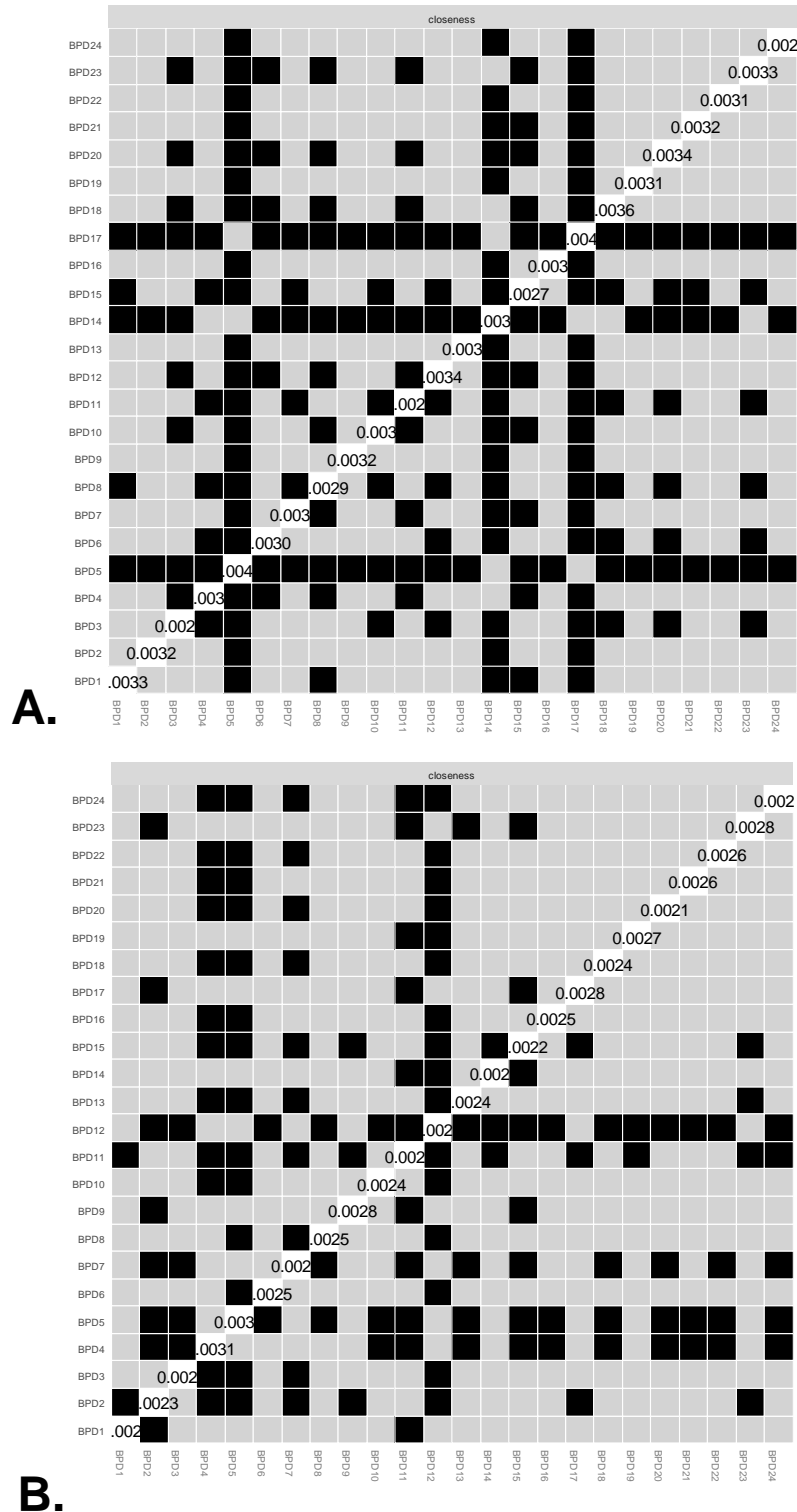 closeness
BPD24 0.002
BPD23 0.0033
BPD22 0.0031
BPD21 0.0032
BPD20 0.0034
BPD19 0.0031
BPD18 0.0036
BPD17 .004
BPD16 0.003
BPD15 0.0027
BPD14 .003
BPD13 0.003
BPD12 .0034
BPD11 .002
BPD10 0.003
BPD9 0.0032
BPD8 .0029
BPD7 0.003
BPD6 .0030
BPD5 .004
BPD4 .003
BPD3 0.002
BPD2 0.0032
BPD1 .0033
A.
BPD1 BPD2 BPD3 BPD4 BPD5 BPD6 BPD7 BPD8 BPD9 BPD10 BPD11 BPD12 BPD13 BPD14 BPD15 BPD16 BPD17 BPD18 BPD19 BPD20 BPD21 BPD22 BPD23 BPD24
closeness
BPD24 0.002
BPD23 0.0028
BPD22 0.0026
BPD21 0.0026
BPD20 0.0021
BPD19 0.0027
BPD18 0.0024
BPD17 0.0028
BPD16 0.0025
BPD15 .0022
BPD14 0.002
BPD13 .0024
BPD12 .002
BPD11 0.002
BPD10 0.0024
BPD9 0.0028
BPD8 .0025
BPD7 0.002
BPD6 .0025
BPD5 0.003
BPD4 .0031
BPD3 0.002
BPD2 .0023
BPD1 .002
BPD1 BPD2 BPD3 BPD4 BPD5 BPD6 BPD7 BPD8 BPD9 BPD10 BPD11 BPD12 BPD13 BPD14 BPD15 BPD16 BPD17 BPD18 BPD19 BPD20 BPD21 BPD22 BPD23 BPD24
B.